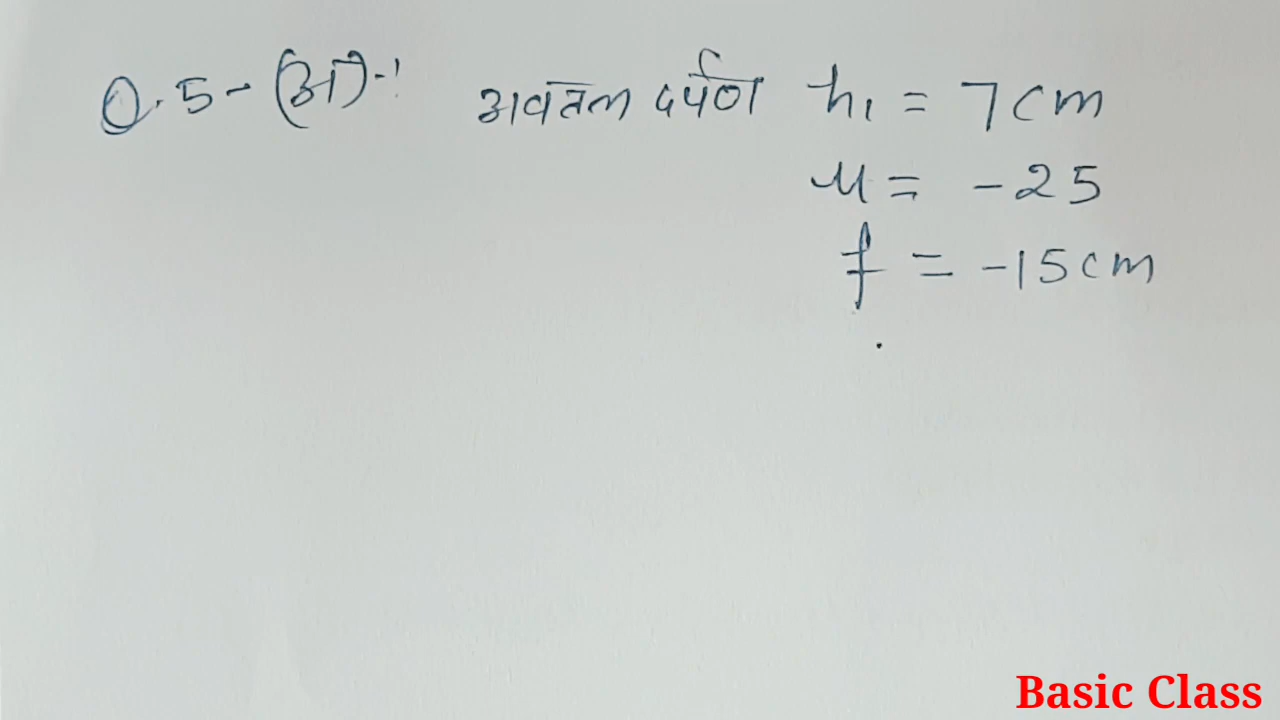 Q.5- (अ)-' अवतल दर्पण h₁ = 7cm
u = -25
f = -15cm
Basic Class